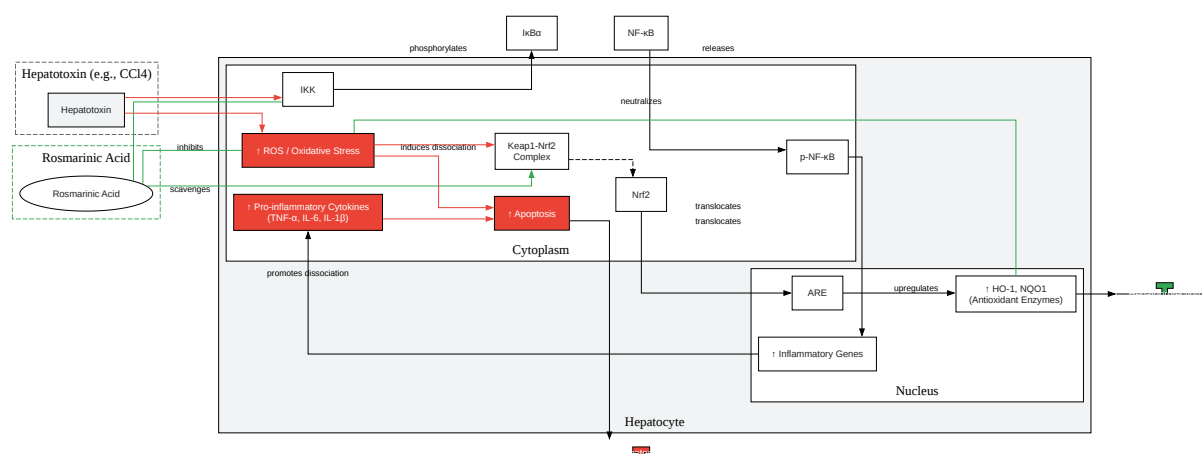 IκBα
NF-κB
phosphorylates
releases
Hepatotoxin (e.g., CCl4)
Hepatotoxin
IKK
neutralizes
↑ ROS / Oxidative Stress
induces dissociation
Keap1-Nrf2
Complex
p-NF-κB
inhibits
Rosmarinic Acid
Rosmarinic Acid
scavenges
Nrf2
↑ Pro-inflammatory Cytokines
(TNF-α, IL-6, IL-1β)
↑ Apoptosis
translocates
translocates
Cytoplasm
promotes dissociation
ARE
upregulates
↑ HO-1, NQO1
(Antioxidant Enzymes)
↑ Inflammatory Genes
Nucleus
Hepatocyte